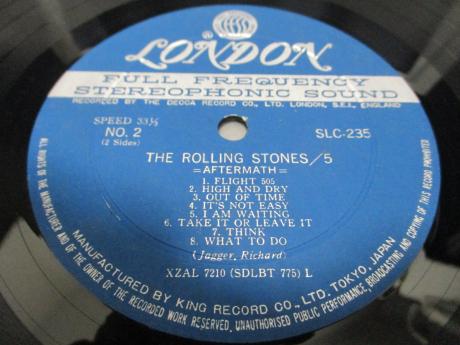 LONDON
FULL FREQUENCY
STEREOPHONIC SOUND
RECORDED BY THE DECCA RECORD CO., LTD. LONDON, S.E.I., ENGLAND
SPEED 33⅓
NO. 2
(2 Sides)
SLC-235
THE ROLLING STONES/5
=AFTERMATH=
1. FLIGHT 505
2. HIGH AND DRY
3. OUT OF TIME
4. IT'S NOT EASY
5. I AM WAITING
6. TAKE IT OR LEAVE IT
7. THINK
8. WHAT TO DO
(Jagger, Richard)
XZAL 7210 (SDLBT 775) L
MANUFACTURED BY KING RECORD CO., LTD. TOKYO, JAPAN
ALL RIGHTS OF THE MANUFACTURER AND OF THE OWNER OF THE RECORDED WORK RESERVED, UNAUTHORISED PUBLIC PERFORMANCE, BROADCASTING AND COPYING OF THIS RECORD PROHIBITED